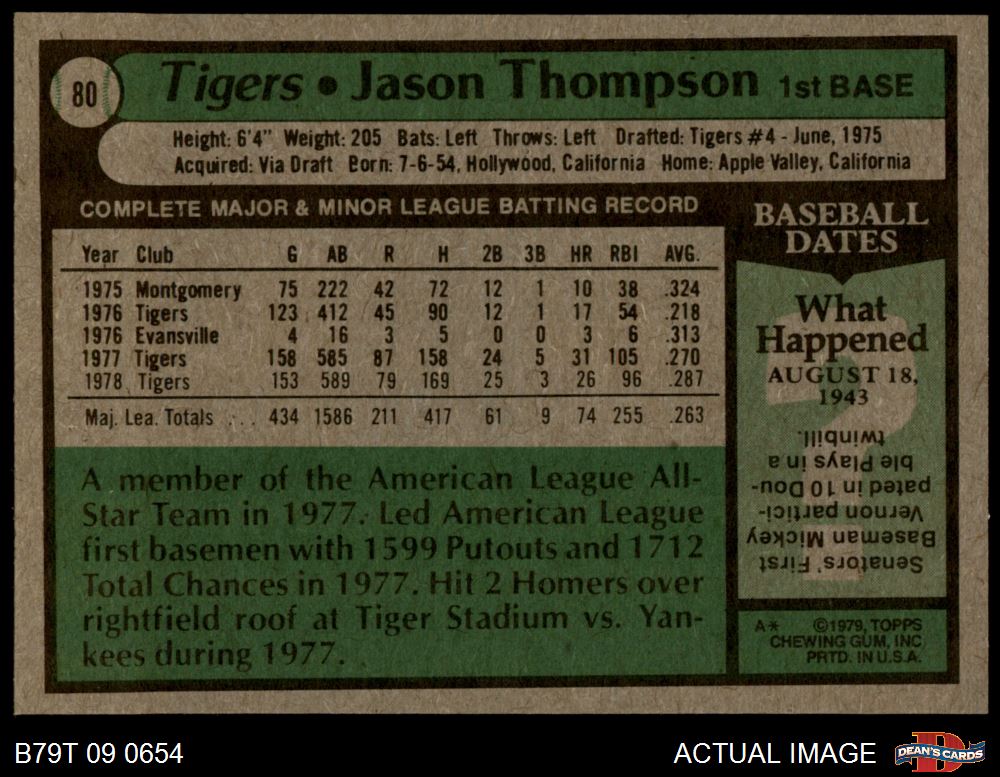 80 Tigers • Jason Thompson 1st BASE
Height: 6'4" Weight: 205 Bats: Left Throws: Left Drafted: Tigers #4 - June, 1975
Acquired: Via Draft Born: 7-6-54, Hollywood, California Home: Apple Valley, California
COMPLETE MAJOR & MINOR LEAGUE BATTING RECORD
Year Club G AB R H 2B 3B HR RBI AVG.
1975 Montgomery 75 222 42 72 12 1 10 38 .324
1976 Tigers 123 412 45 90 12 1 17 54 .218
1976 Evansville 4 16 3 5 0 0 3 6 .313
1977 Tigers 158 585 87 158 24 5 31 105 .270
1978 Tigers 153 589 79 169 25 3 26 96 .287
Maj. Lea. Totals . . . 434 1586 211 417 61 9 74 255 .263
A member of the American League All-
Star Team in 1977. Led American League
first basemen with 1599 Putouts and 1712
Total Chances in 1977. Hit 2 Homers over
rightfield roof at Tiger Stadium vs. Yan-
kees during 1977.
BASEBALL
DATES
What
Happened
AUGUST 18,
1943
Senators' First
Baseman Mickey
Vernon partici-
pated in 10 Dou-
ble Plays in a
twinbill.
A* ©1979, TOPPS
CHEWING GUM, INC
PRTD. IN U.S.A.
B79T 09 0654
ACTUAL IMAGE
D
DEAN'S CARDS